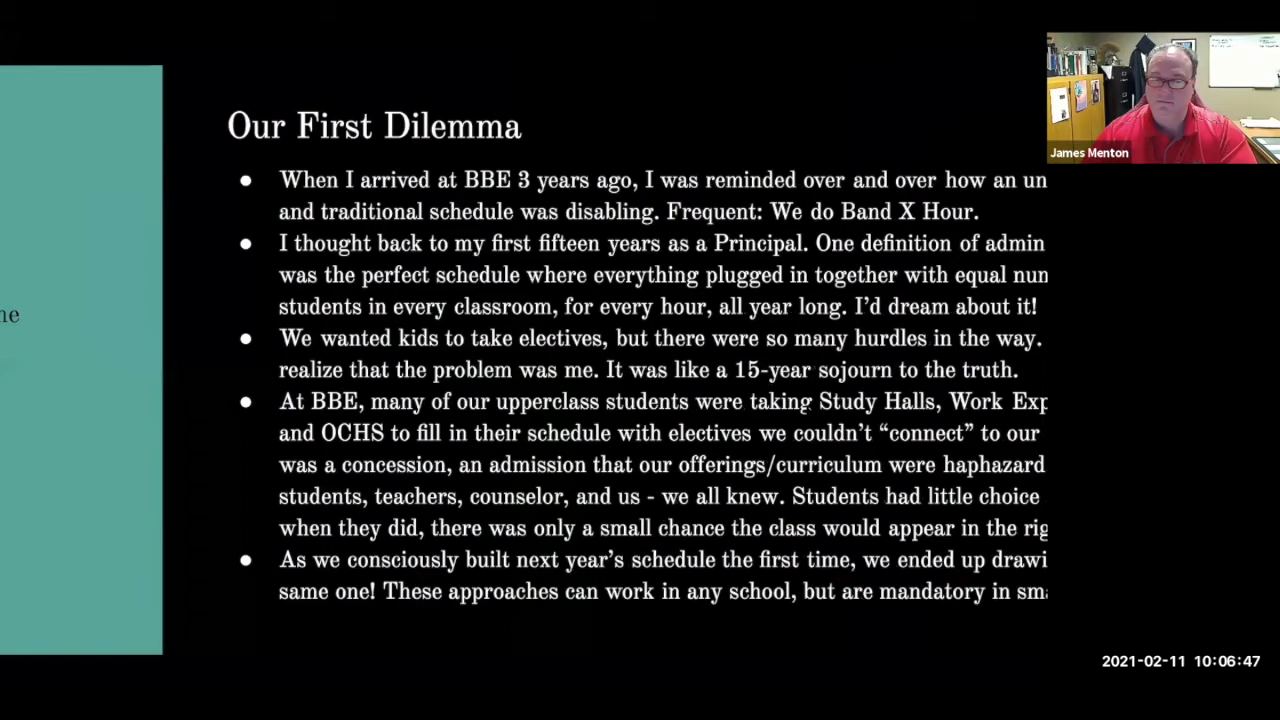 Our First Dilemma
● When I arrived at BBE 3 years ago, I was reminded over and over how an un
and traditional schedule was disabling. Frequent: We do Band X Hour.
● I thought back to my first fifteen years as a Principal. One definition of admin
was the perfect schedule where everything plugged in together with equal num
students in every classroom, for every hour, all year long. I'd dream about it!
● We wanted kids to take electives, but there were so many hurdles in the way.
realize that the problem was me. It was like a 15-year sojourn to the truth.
● At BBE, many of our upperclass students were taking Study Halls, Work Exp
and OCHS to fill in their schedule with electives we couldn't “connect” to our
was a concession, an admission that our offerings/curriculum were haphazard
students, teachers, counselor, and us - we all knew. Students had little choice
when they did, there was only a small chance the class would appear in the rig
● As we consciously built next year's schedule the first time, we ended up drawi
same one! These approaches can work in any school, but are mandatory in sma
ne
James Menton
2021-02-11 10:06:47